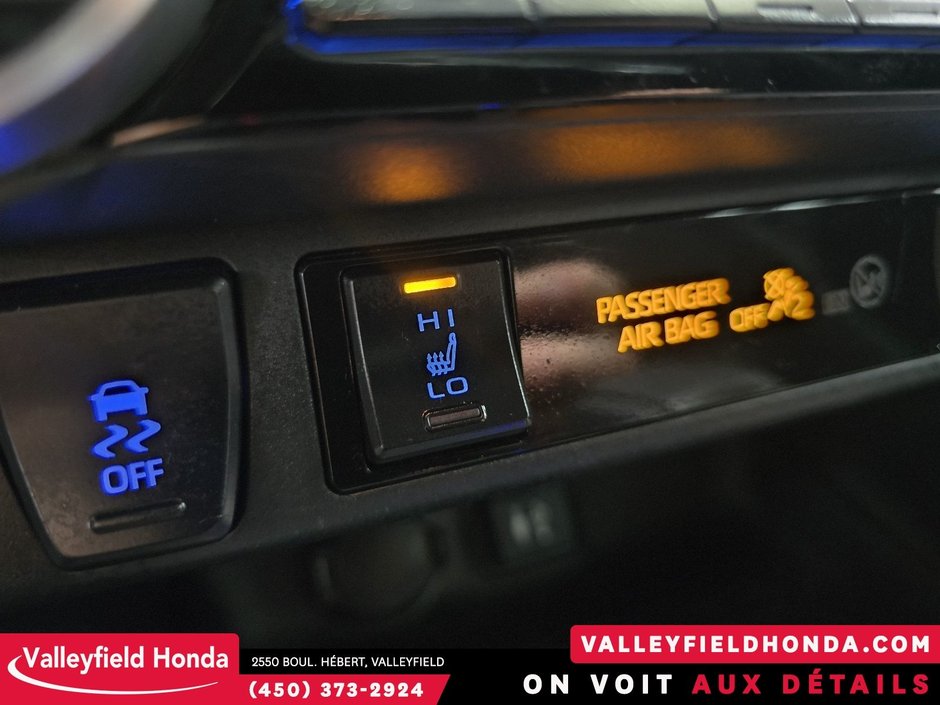 HI
LO
OFF
PASSENGER
AIR BAG OFF 2
Valleyfield Honda
2550 BOUL. HÉBERT, VALLEYFIELD
(450) 373-2924
VALLEYFIELDHONDA.COM
ON VOIT AUX DÉTAILS